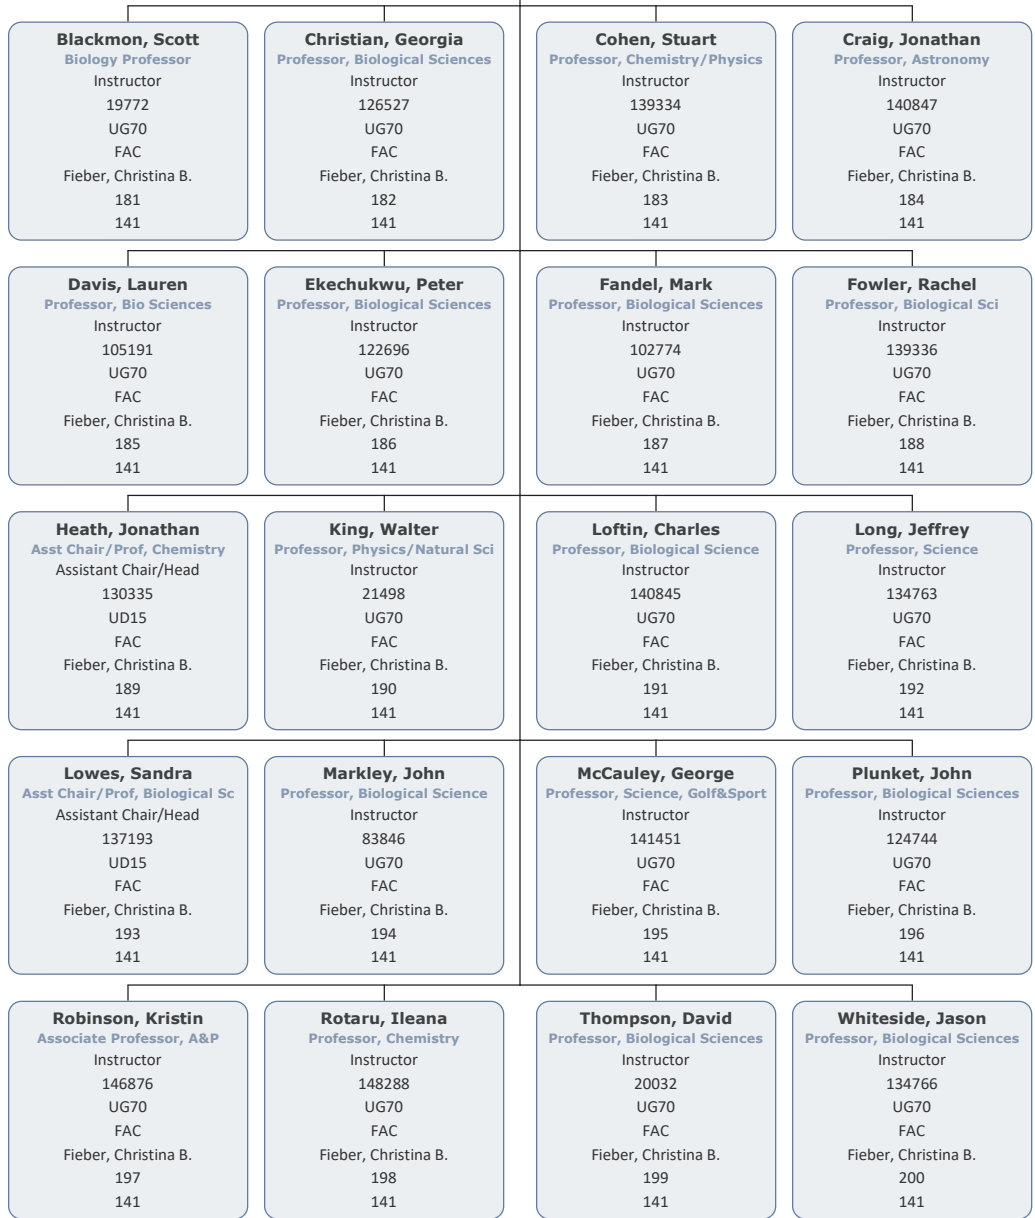 Blackmon, Scott
Biology Professor
Instructor
19772
UG70
FAC
Fieber, Christina B.
181
141
Christian, Georgia
Professor, Biological Sciences
Instructor
126527
UG70
FAC
Fieber, Christina B.
182
141
Cohen, Stuart
Professor, Chemistry/Physics
Instructor
139334
UG70
FAC
Fieber, Christina B.
183
141
Craig, Jonathan
Professor, Astronomy
Instructor
140847
UG70
FAC
Fieber, Christina B.
184
141
Davis, Lauren
Professor, Bio Sciences
Instructor
105191
UG70
FAC
Fieber, Christina B.
185
141
Ekechukwu, Peter
Professor, Biological Sciences
Instructor
122696
UG70
FAC
Fieber, Christina B.
186
141
Fandel, Mark
Professor, Biological Sciences
Instructor
102774
UG70
FAC
Fieber, Christina B.
187
141
Fowler, Rachel
Professor, Biological Sci
Instructor
139336
UG70
FAC
Fieber, Christina B.
188
141
Heath, Jonathan
Asst Chair/Prof, Chemistry
Assistant Chair/Head
130335
UD15
FAC
Fieber, Christina B.
189
141
King, Walter
Professor, Physics/Natural Sci
Instructor
21498
UG70
FAC
Fieber, Christina B.
190
141
Loftin, Charles
Professor, Biological Science
Instructor
140845
UG70
FAC
Fieber, Christina B.
191
141
Long, Jeffrey
Professor, Science
Instructor
134763
UG70
FAC
Fieber, Christina B.
192
141
Lowes, Sandra
Asst Chair/Prof, Biological Sc
Assistant Chair/Head
137193
UD15
FAC
Fieber, Christina B.
193
141
Markley, John
Professor, Biological Science
Instructor
83846
UG70
FAC
Fieber, Christina B.
194
141
McCauley, George
Professor, Science, Golf&Sport
Instructor
141451
UG70
FAC
Fieber, Christina B.
195
141
Plunket, John
Professor, Biological Sciences
Instructor
124744
UG70
FAC
Fieber, Christina B.
196
141
Robinson, Kristin
Associate Professor, A&P
Instructor
146876
UG70
FAC
Fieber, Christina B.
197
141
Rotaru, Ileana
Professor, Chemistry
Instructor
148288
UG70
FAC
Fieber, Christina B.
198
141
Thompson, David
Professor, Biological Sciences
Instructor
20032
UG70
FAC
Fieber, Christina B.
199
141
Whiteside, Jason
Professor, Biological Sciences
Instructor
134766
UG70
FAC
Fieber, Christina B.
200
141